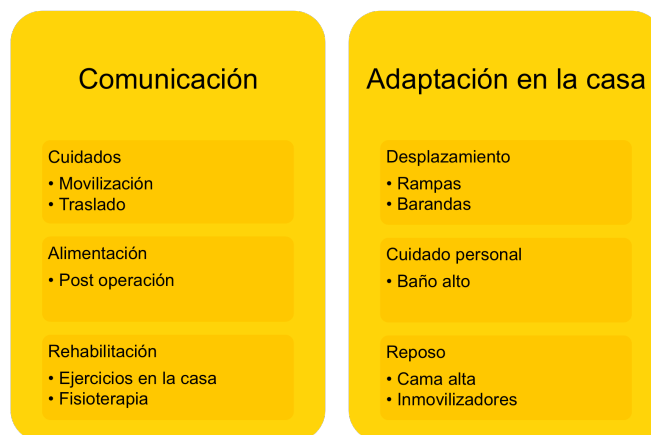 Comunicación
Cuidados
• Movilización
• Traslado
Alimentación
• Post operación
Rehabilitación
• Ejercicios en la casa
• Fisioterapia
Adaptación en la casa
Desplazamiento
• Rampas
• Barandas
Cuidado personal
• Baño alto
Reposo
• Cama alta
• Inmovilizadores